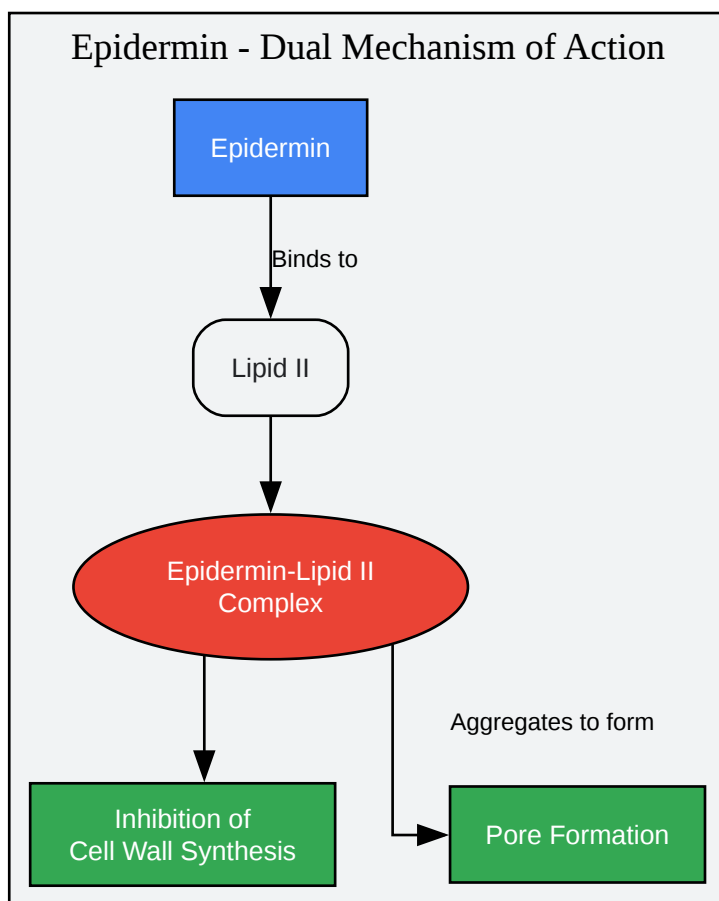 Epidermin - Dual Mechanism of Action
Epidermin
Binds to
Lipid II
Epidermin-Lipid II
Complex
Aggregates to form
Inhibition of
Cell Wall Synthesis
Pore Formation